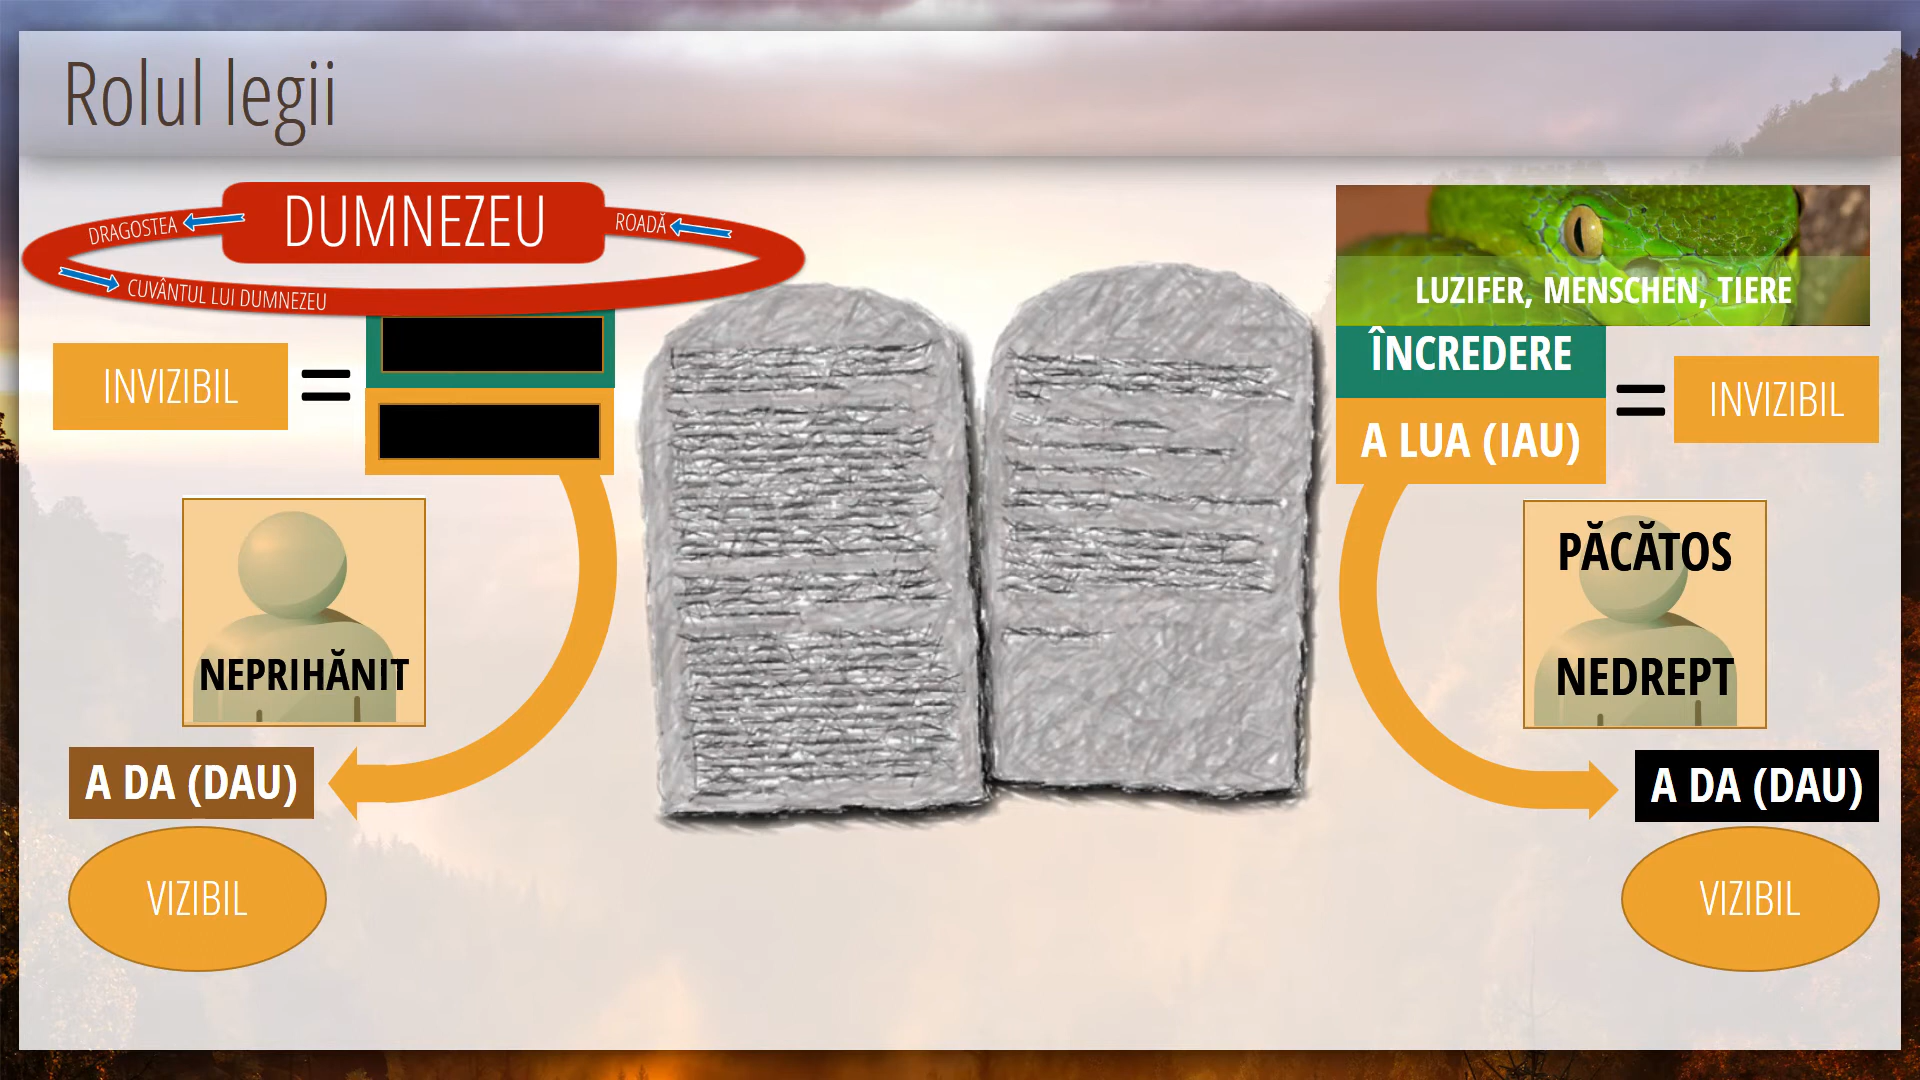 Rolul legii
DUMNEZEU
DRAGOSTEA
ROADĂ
CUVÂNTUL LUI DUMNEZEU
INVIZIBIL
=
NEPRIHĂNIT
A DA (DAU)
VIZIBIL
LUZIFER, MENSCHEN, TIERE
ÎNCREDERE
A LUA (IAU)
=
INVIZIBIL
PĂCĂTOS
NEDREPT
A DA (DAU)
VIZIBIL